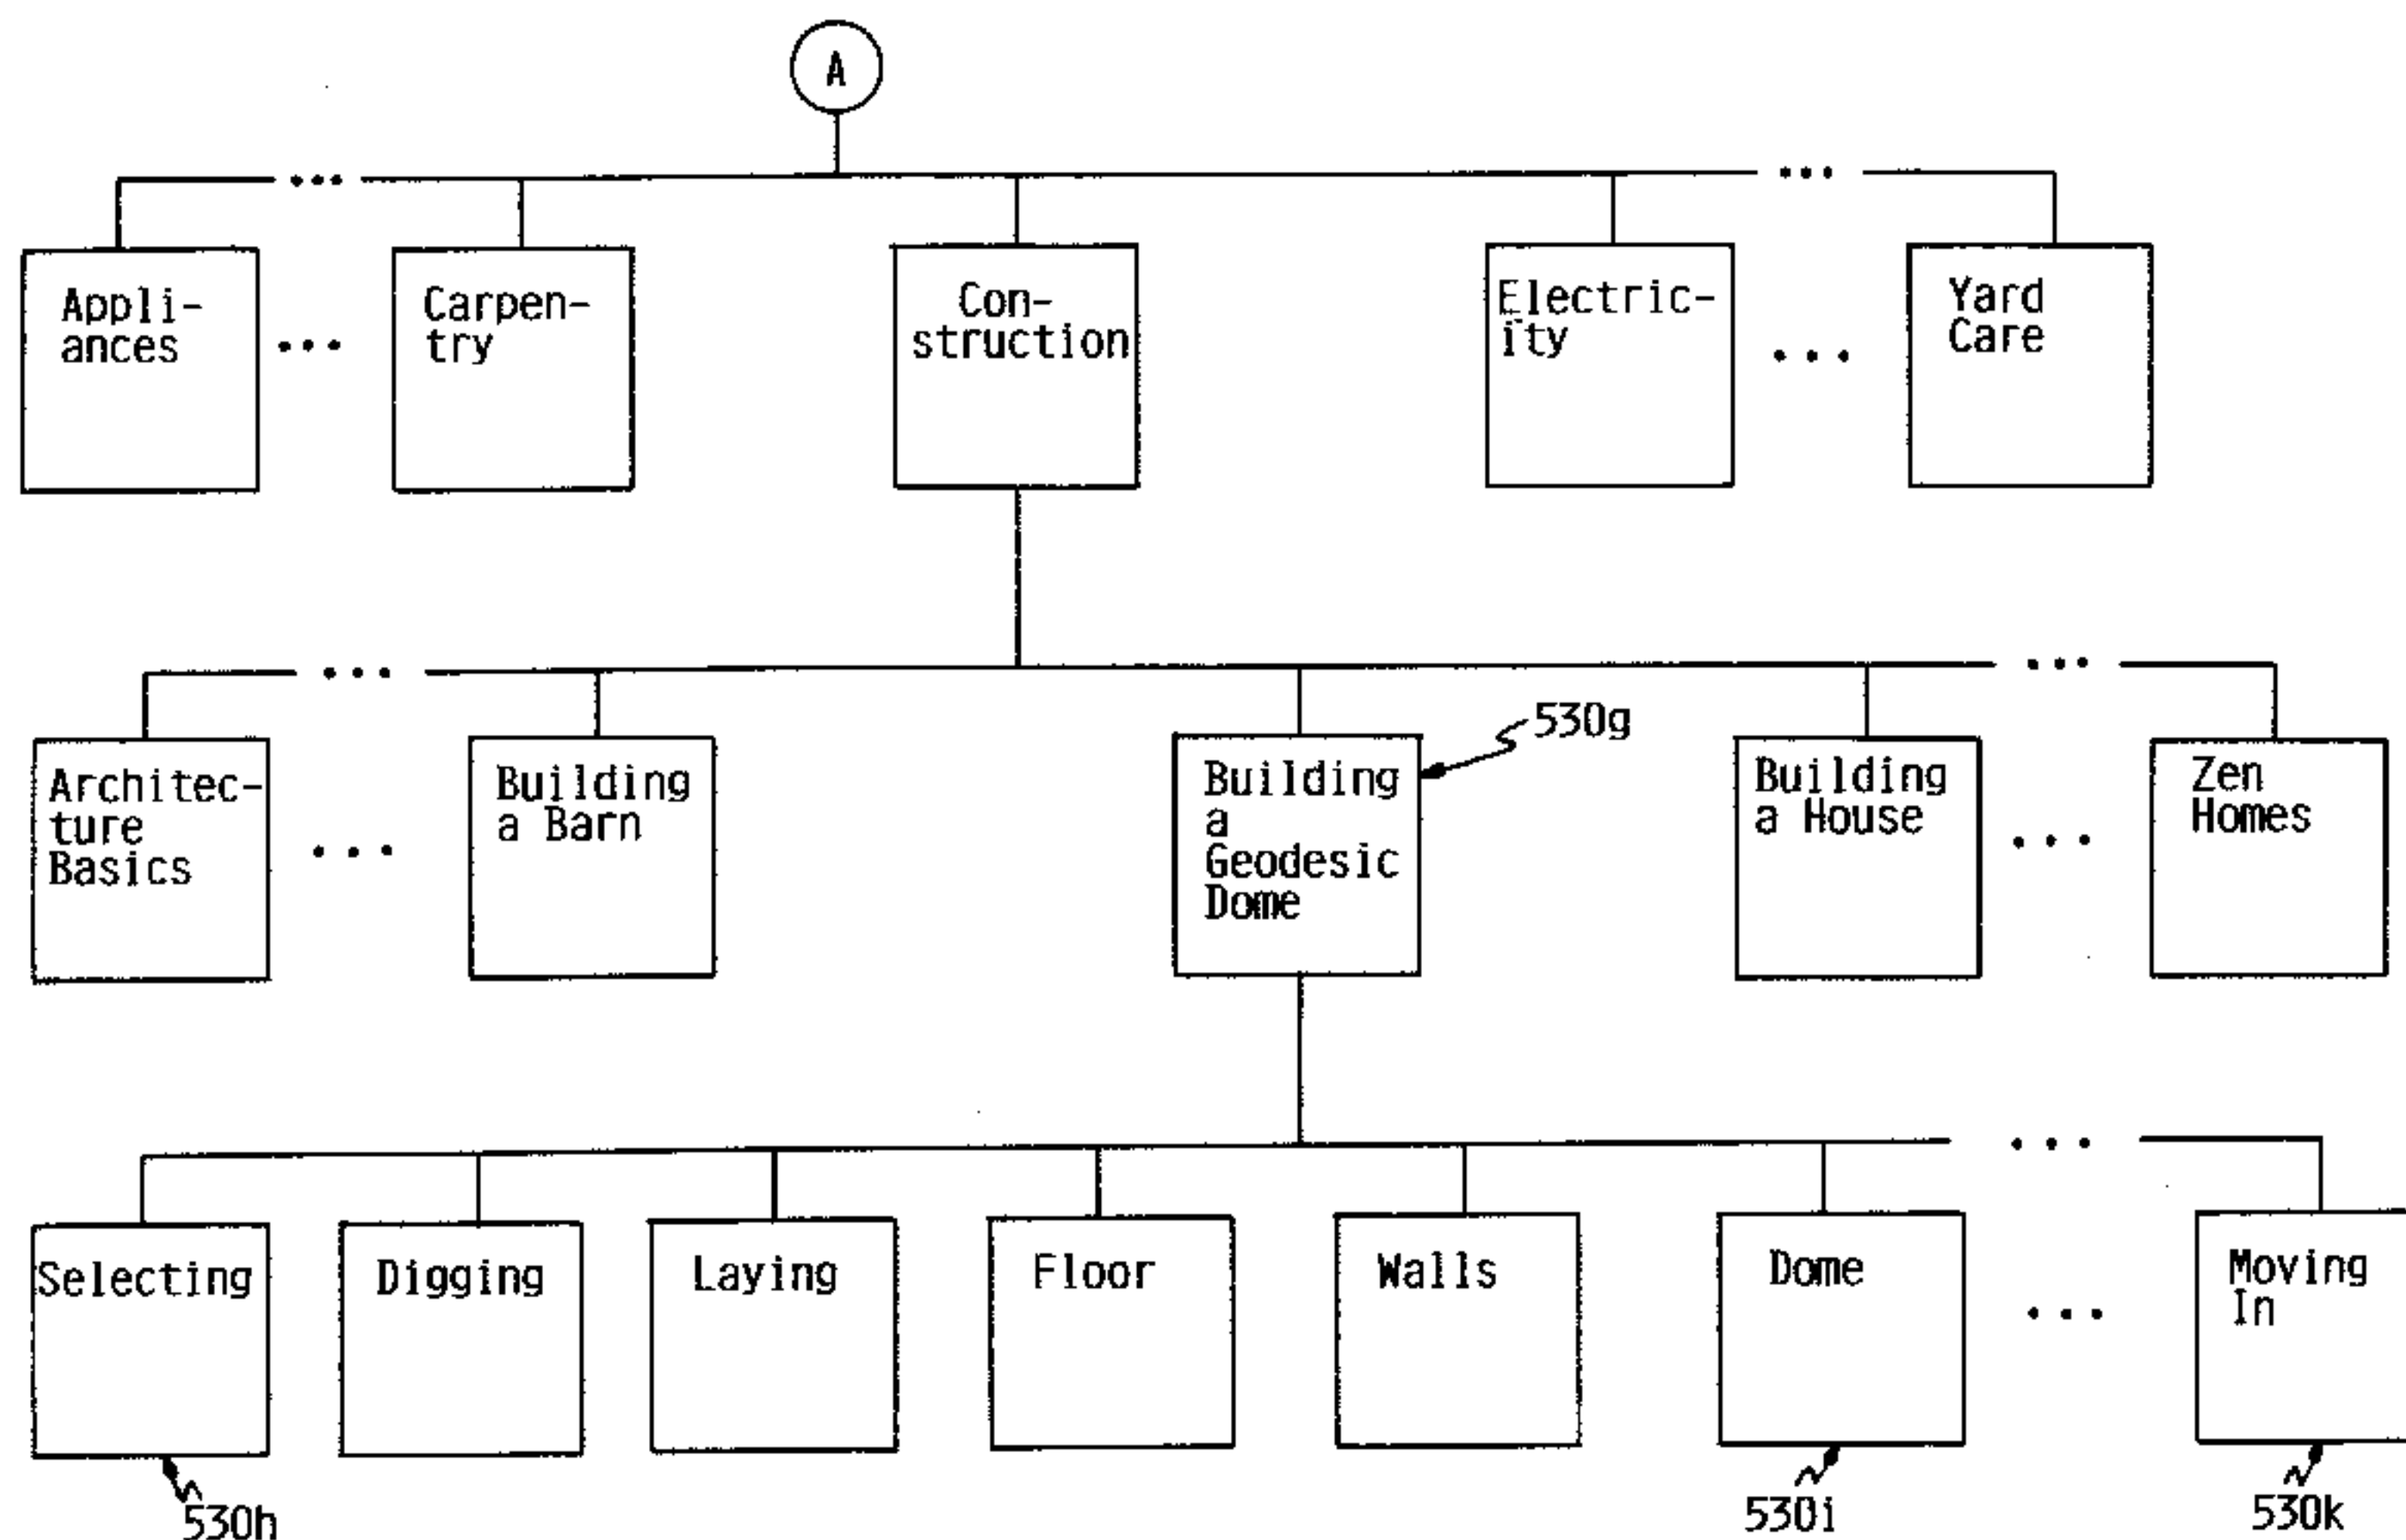 A
Appli-
ances
Carpen-
try
Con-
struction
Electric-
ity
Yard
Care
530g
Architec-
ture
Basics
Building
a Barn
Building
a
Geodesic
Dome
Building
a House
Zen
Homes
Selecting
Digging
Laying
Floor
Walls
Dome
Moving
In
530h
530i
530k